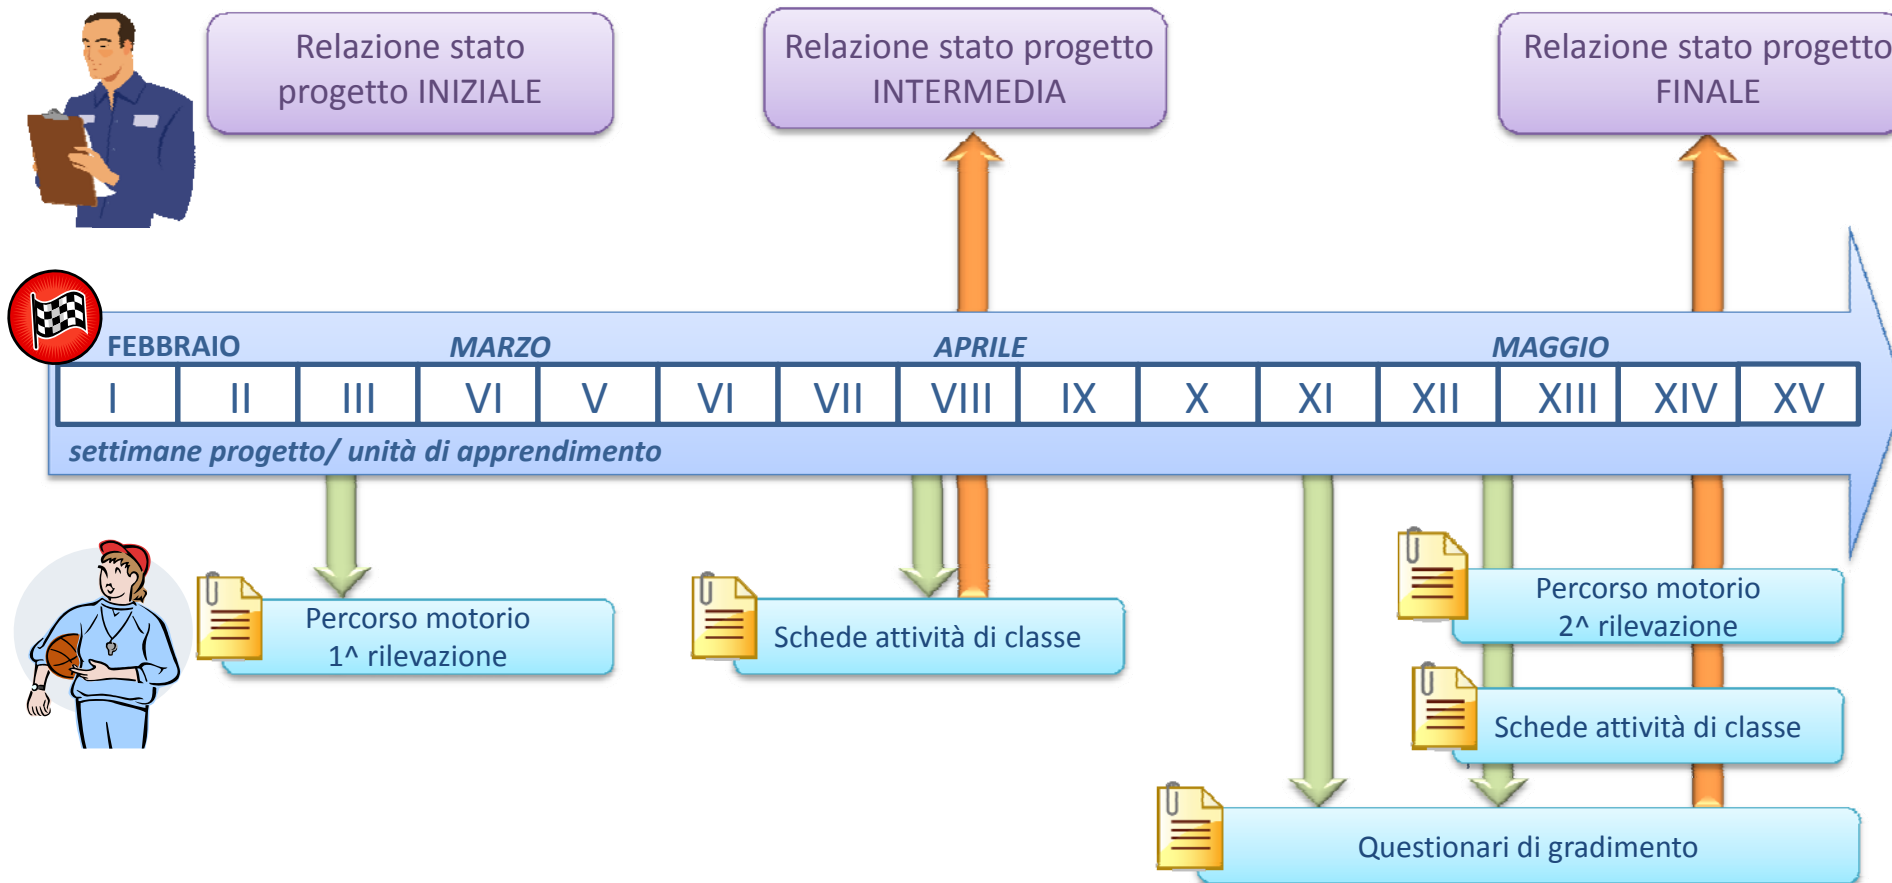 Relazione stato
progetto INIZIALE
Relazione stato progetto
INTERMEDIA
Relazione stato progetto
FINALE
FEBBRAIO MARZO APRILE MAGGIO
I II III VI V VI VII VIII IX X XI XII XIII XIV XV
settimane progetto/ unità di apprendimento
Percorso motorio
1^ rilevazione
Schede attività di classe
Percorso motorio
2^ rilevazione
Schede attività di classe
Questionari di gradimento